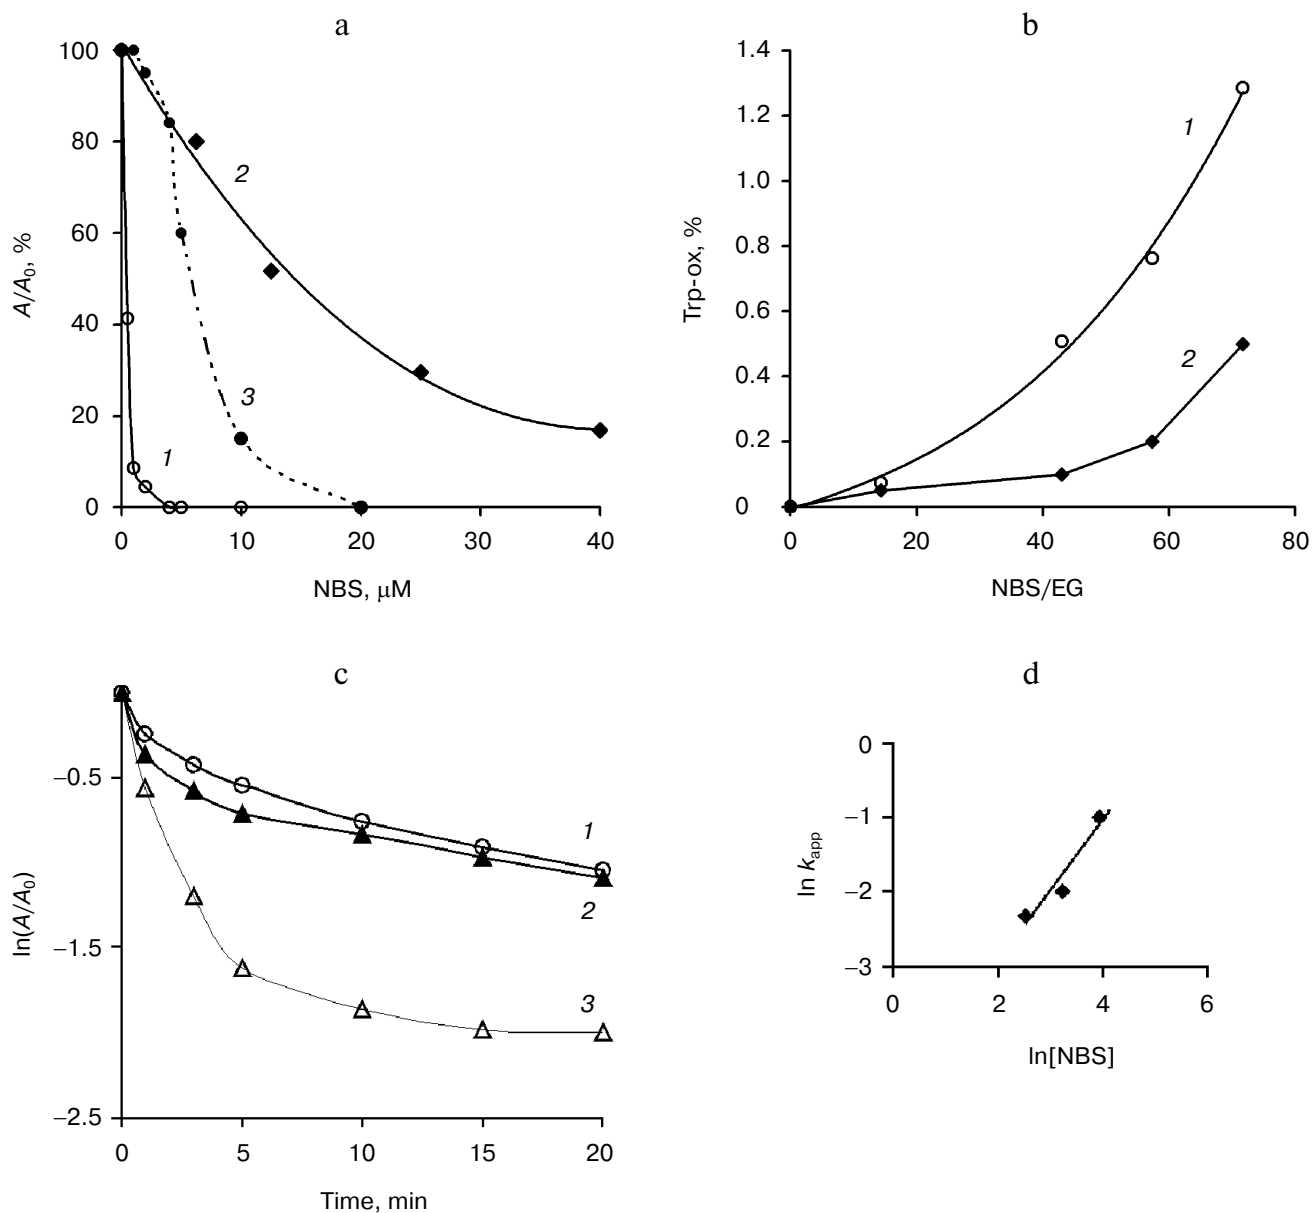 a
100
80
60
40
20
0
A/A0, %
1
2
3
0 10 20 30 40
NBS, μM
b
1.4
1.2
1.0
0.8
0.6
0.4
0.2
0
Trp-ox, %
1
2
0 20 40 60 80
NBS/EG
c
−0.5
−1.5
−2.5
ln(A/A0)
1
2
3
0 5 10 15 20
Time, min
d
0
−1
−2
−3
ln kapp
0 2 4 6
ln[NBS]